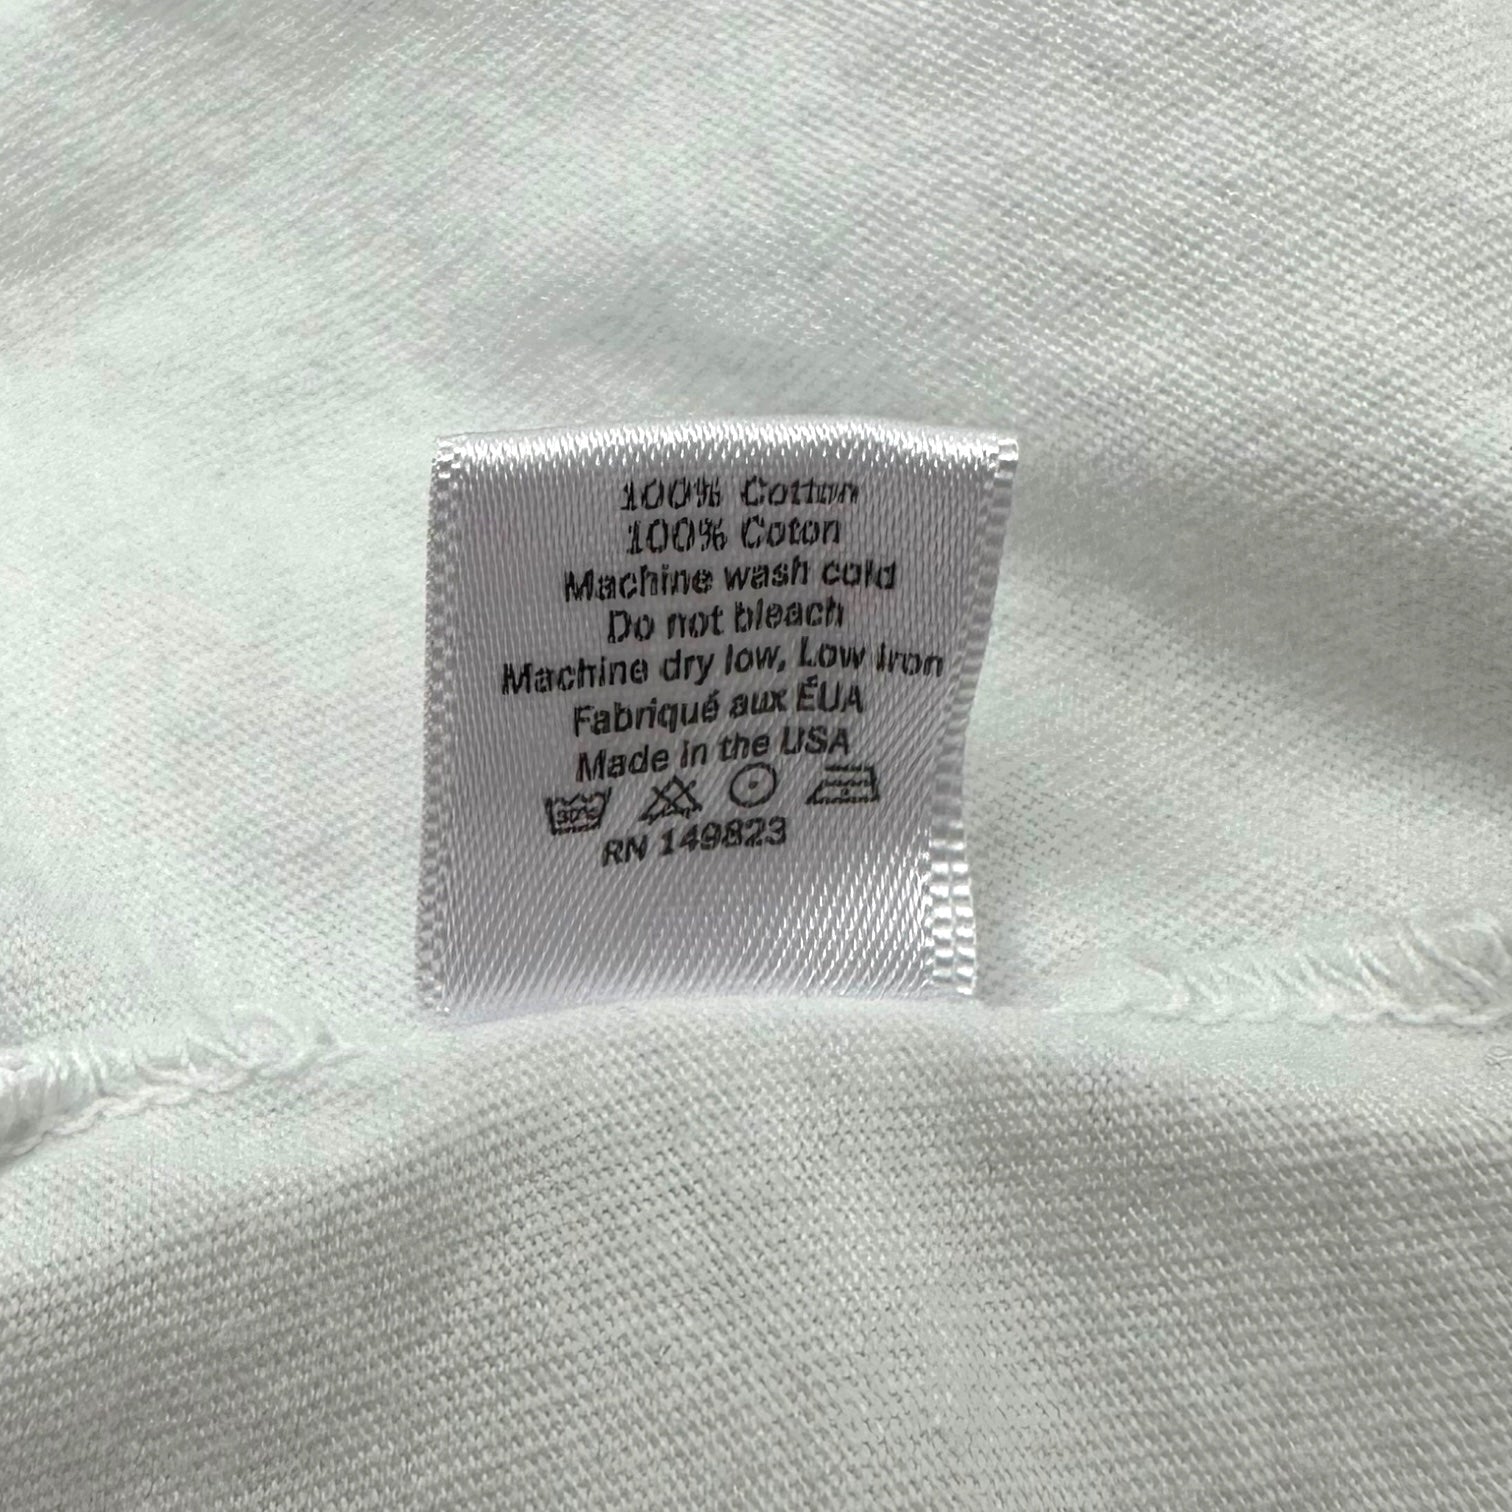 100% Cotton
100% Coton
Machine wash cold
Do not bleach
Machine dry low, Low Iron
Fabriqué aux ÉUA
Made in the USA
30°C
RN 149823